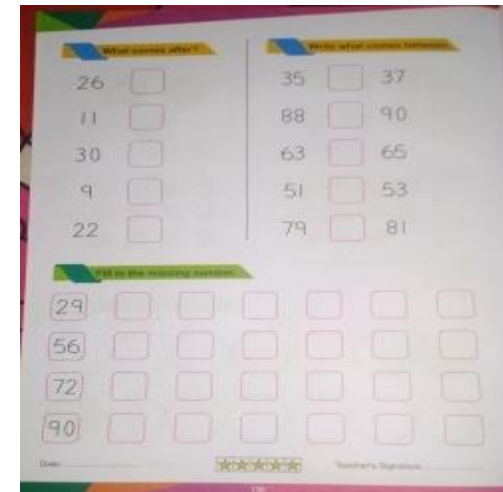 What comes after?
26
11
30
9
22
Write what comes between
35 37
88 90
63 65
51 53
79 81
Fill in the missing number.
29
56
72
90
Date:
Teacher's Signature